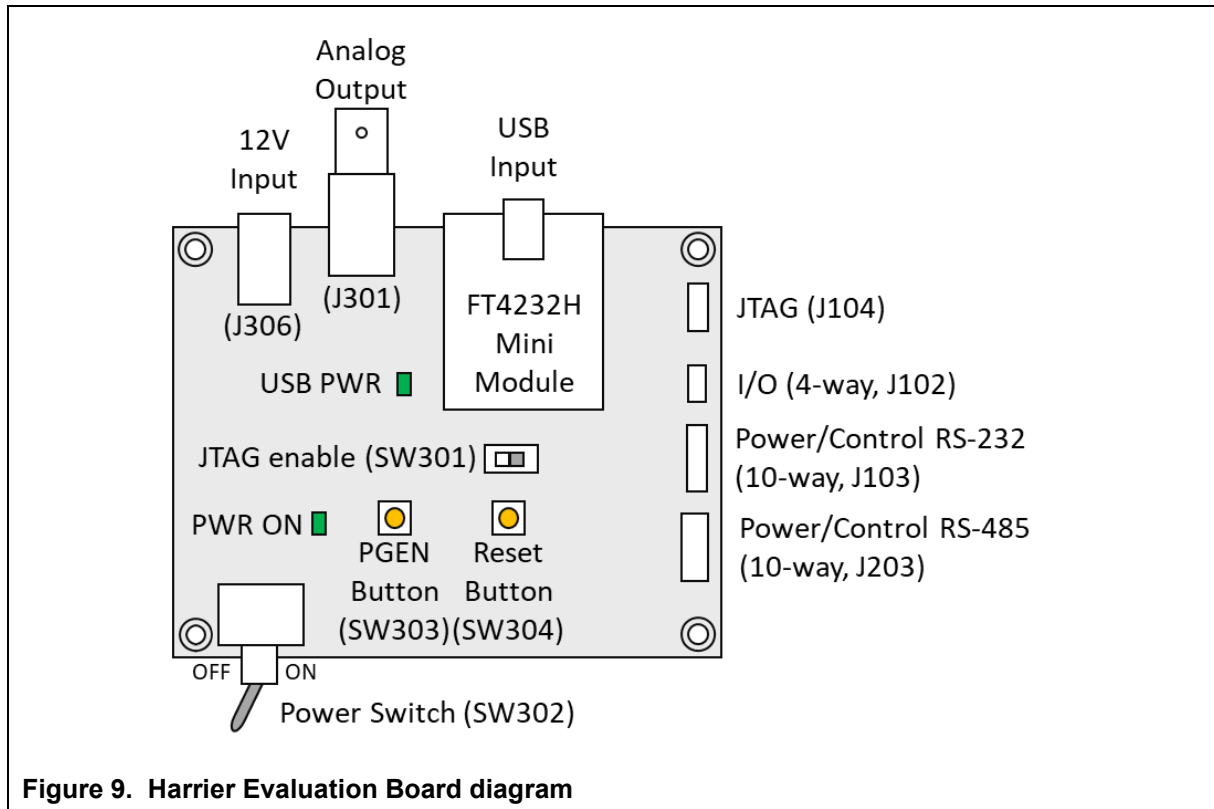 Analog
Output
12V
Input
USB
Input
(J306)
(J301)
FT4232H
Mini
Module
JTAG (J104)
USB PWR
I/O (4-way, J102)
JTAG enable (SW301)
Power/Control RS-232
(10-way, J103)
PWR ON
PGEN
Button
(SW303)
Reset
Button
(SW304)
Power/Control RS-485
(10-way, J203)
OFF
ON
Power Switch (SW302)
Figure 9. Harrier Evaluation Board diagram